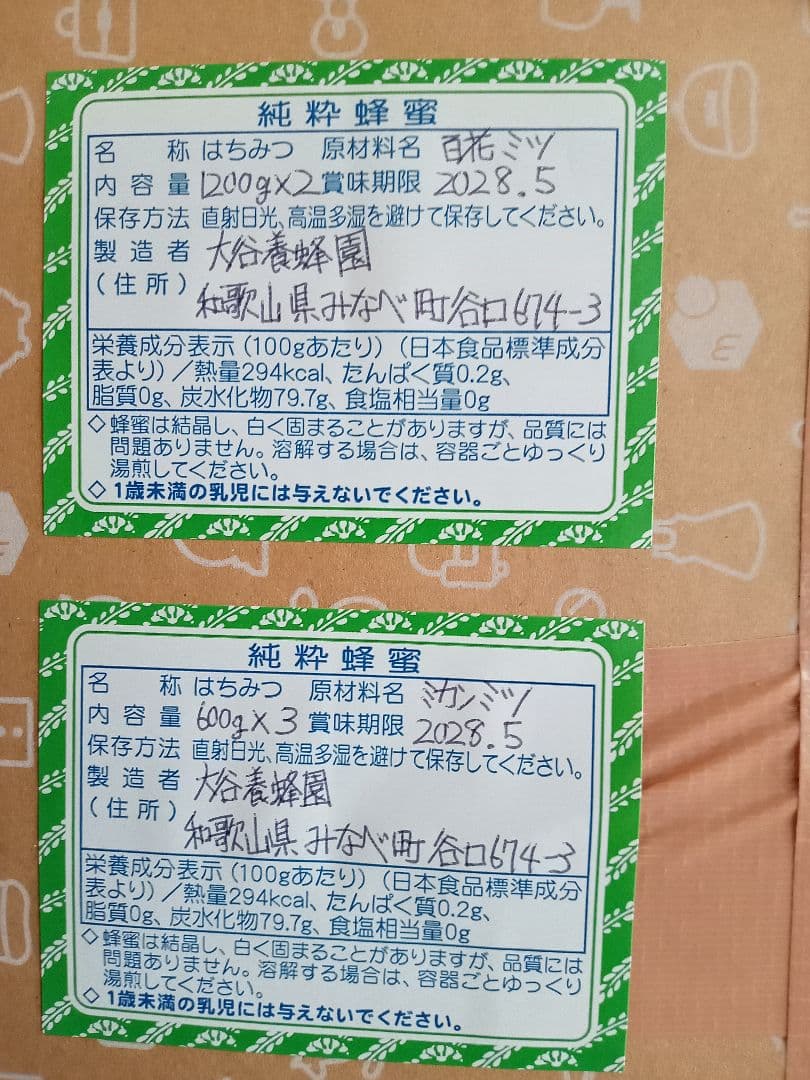 純粋蜂蜜
名 称 はちみつ 原材料名 百花ミツ
内容量 1200g×2 賞味期限 2028.5
保存方法 直射日光、高温多湿を避けて保存してください。
製造者 大谷養蜂園
(住所) 和歌山県みなべ町谷口674-3
栄養成分表示(100gあたり)(日本食品標準成分
表より)/熱量294kcal、たんぱく質0.2g、
脂質0g、炭水化物79.7g、食塩相当量0g
◇蜂蜜は結晶し、白く固まることがありますが、品質には
問題ありません。溶解する場合は、容器ごとゆっくり
湯煎してください。
◇1歳未満の乳児には与えないでください。
純粋蜂蜜
名 称 はちみつ 原材料名 ミカンミツ
内容量 600g×3 賞味期限 2028.5
保存方法 直射日光、高温多湿を避けて保存してください。
製造者 大谷養蜂園
(住所) 和歌山県みなべ町谷口674-3
栄養成分表示(100gあたり)(日本食品標準成分
表より)/熱量294kcal、たんぱく質0.2g、
脂質0g、炭水化物79.7g、食塩相当量0g
◇蜂蜜は結晶し、白く固まることがありますが、品質には
問題ありません。溶解する場合は、容器ごとゆっくり
湯煎してください。
◇1歳未満の乳児には与えないでください。